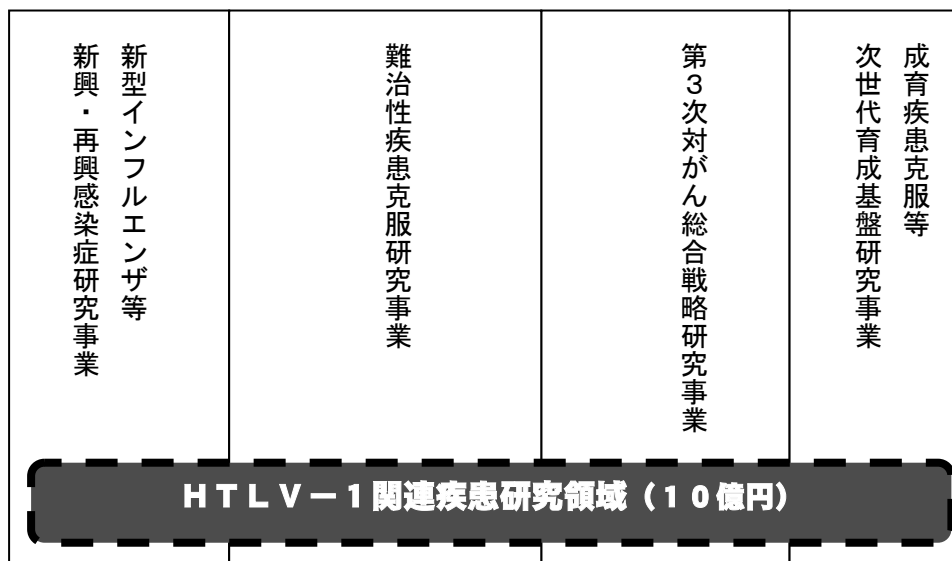 成育疾患克服等
次世代育成基盤研究事業
第３次対がん総合戦略研究事業
難治性疾患克服研究事業
新型インフルエンザ等
新興・再興感染症研究事業
ＨＴＬＶ－１関連疾患研究領域（１０億円）